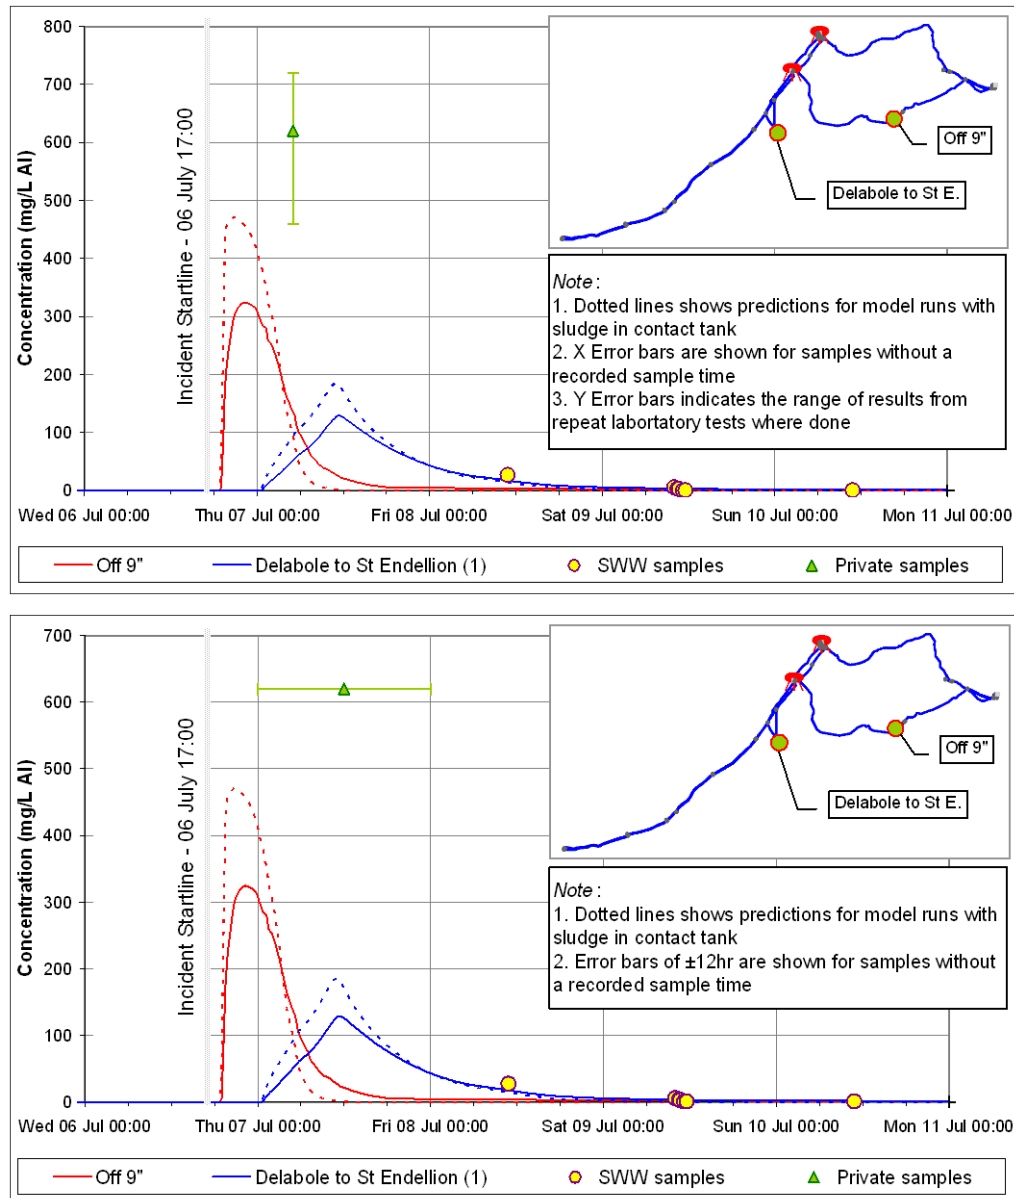 800
700
600
500
400
300
200
100
0
Concentration (mg/L Al)
Incident Startline - 06 July 17:00
Off 9"
Delabole to St E.
Note :
1. Dotted lines shows predictions for model runs with
sludge in contact tank
2. X Error bars are shown for samples without a
recorded sample time
3. Y Error bars indicates the range of results from
repeat labortatory tests where done
Wed 06 Jul 00:00 Thu 07 Jul 00:00 Fri 08 Jul 00:00 Sat 09 Jul 00:00 Sun 10 Jul 00:00 Mon 11 Jul 00:00
Off 9" Delabole to St Endellion (1) SWW samples Private samples
700
600
500
400
300
200
100
0
Concentration (mg/L Al)
Incident Startline - 06 July 17:00
Off 9"
Delabole to St E.
Note :
1. Dotted lines shows predictions for model runs with
sludge in contact tank
2. Error bars of ±12hr are shown for samples without
a recorded sample time
Wed 06 Jul 00:00 Thu 07 Jul 00:00 Fri 08 Jul 00:00 Sat 09 Jul 00:00 Sun 10 Jul 00:00 Mon 11 Jul 00:00
Off 9" Delabole to St Endellion (1) SWW samples Private samples